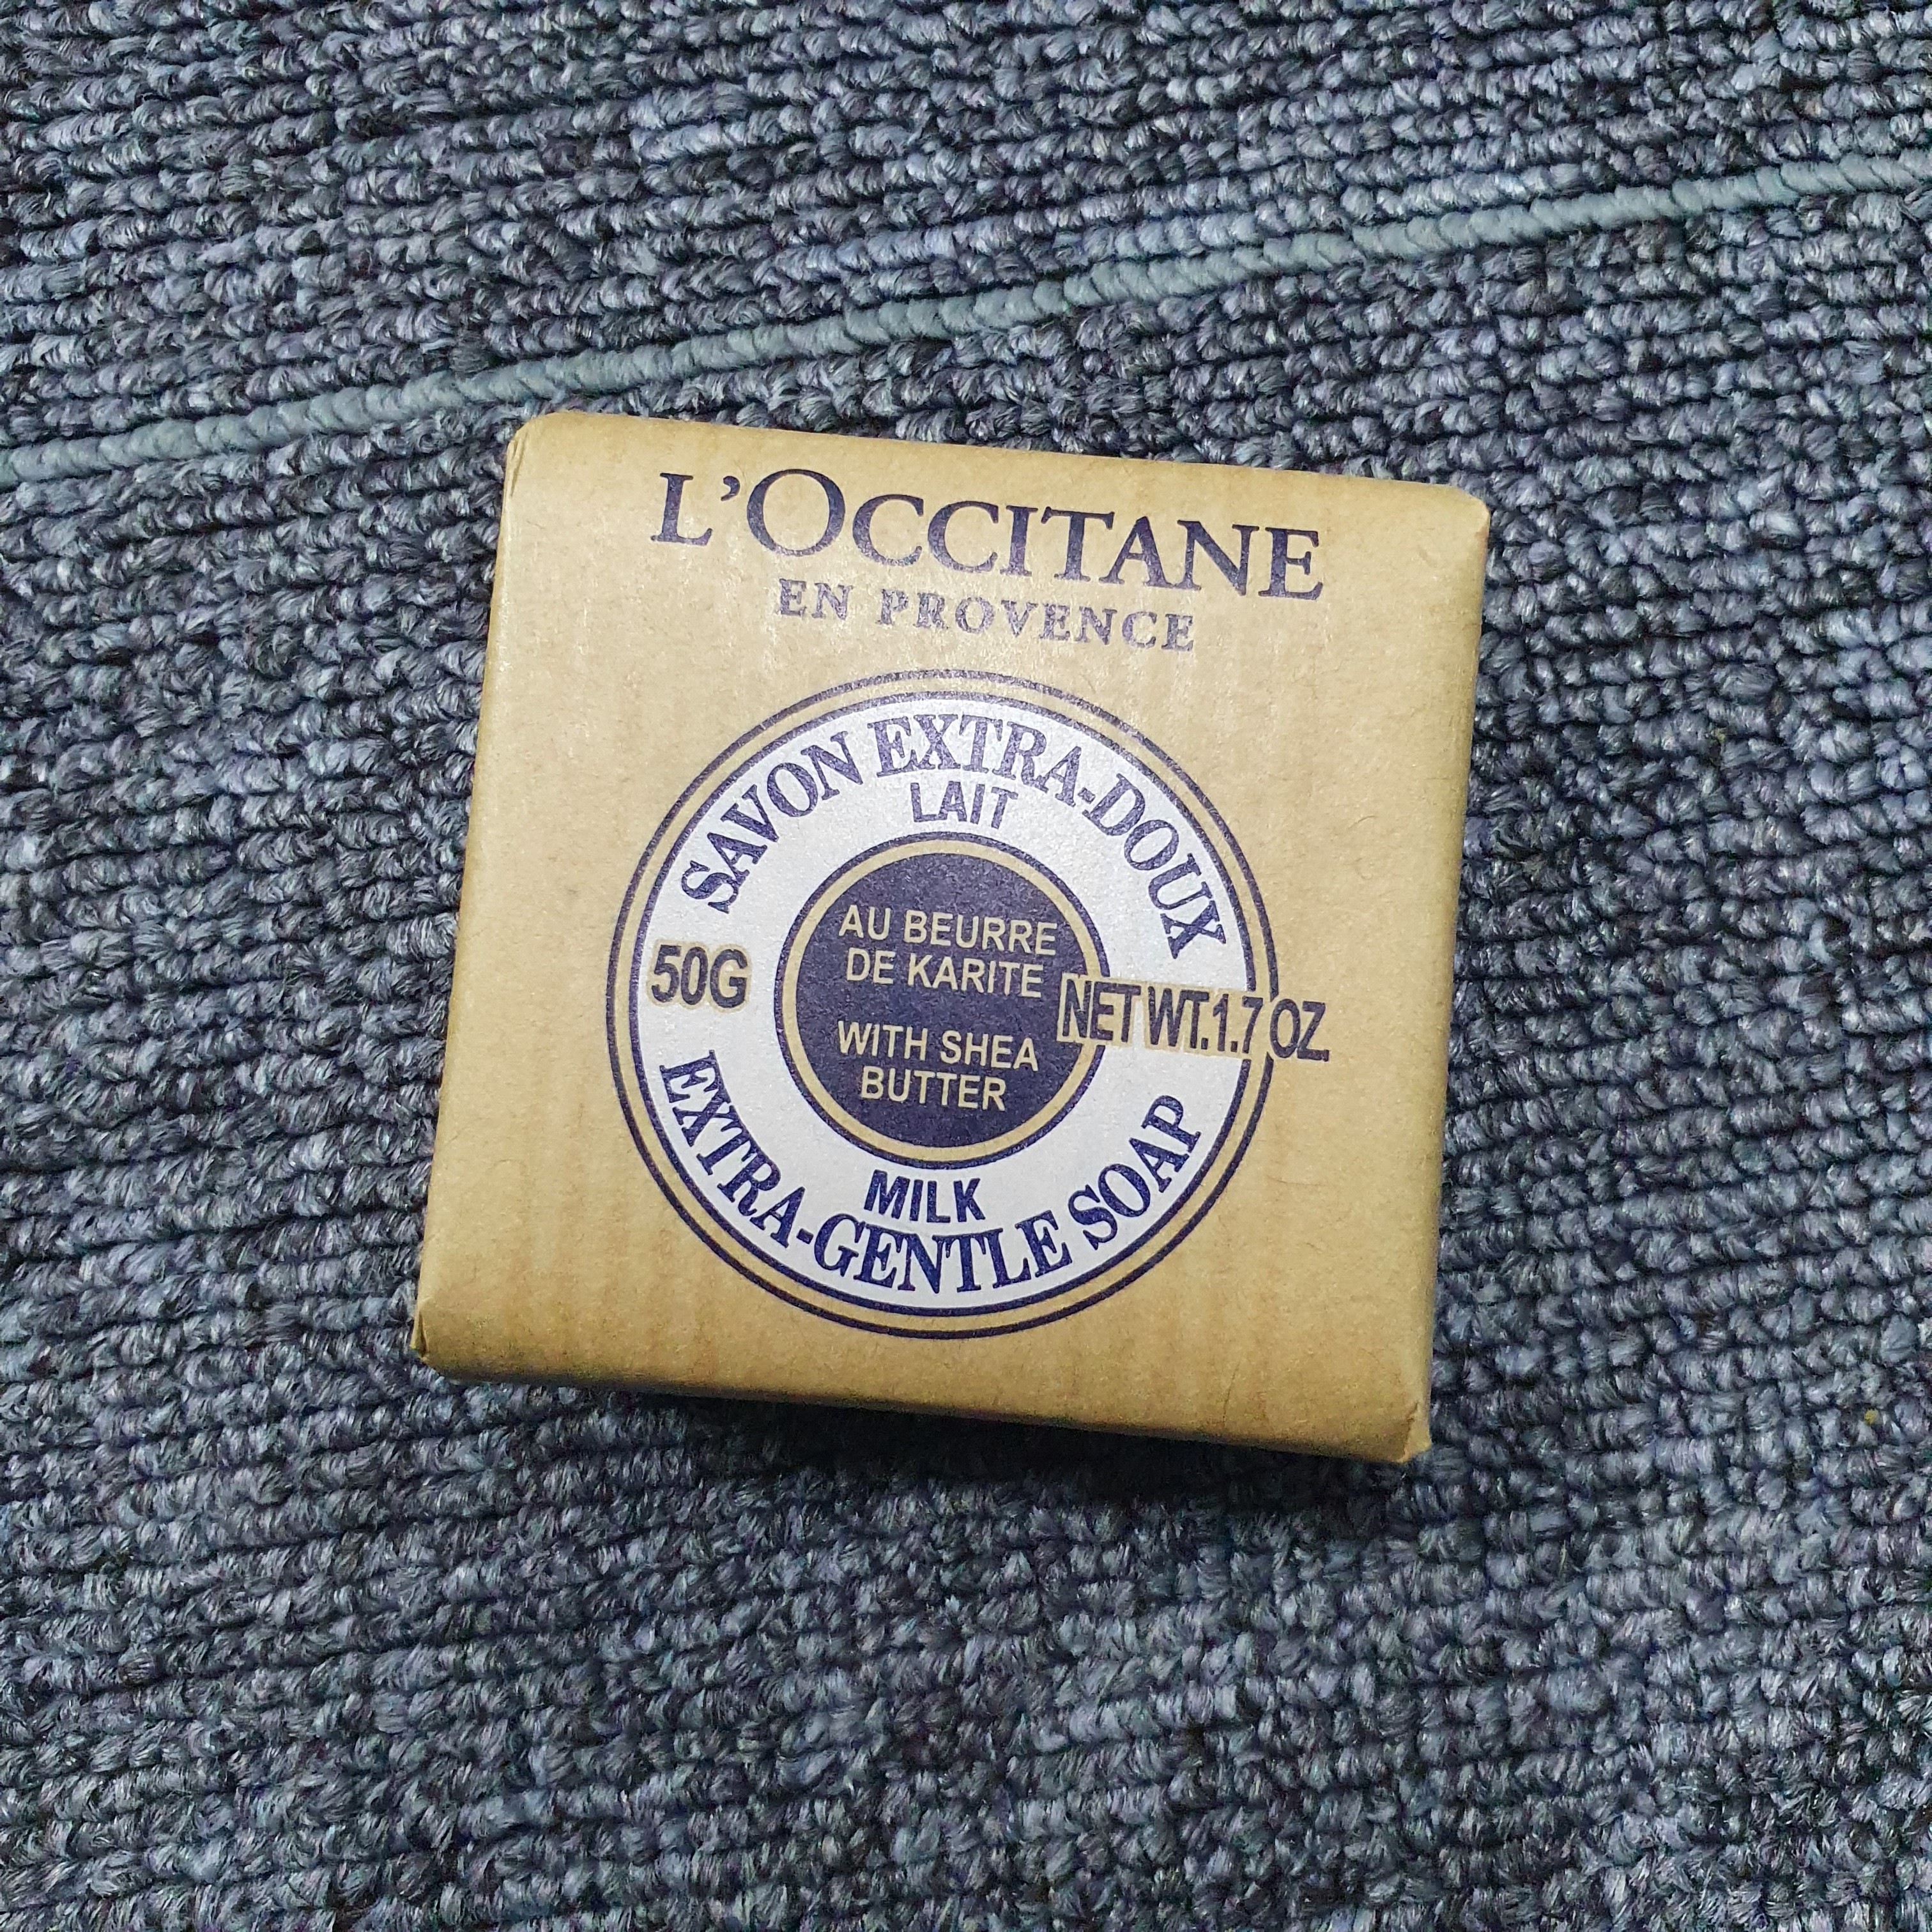 L'OCCITANE
EN PROVENCE
SAVON EXTRA-DOUX
LAIT
AU BEURRE
DE KARITE
50G
NET WT.1.7 OZ.
WITH SHEA
BUTTER
MILK
EXTRA-GENTLE SOAP